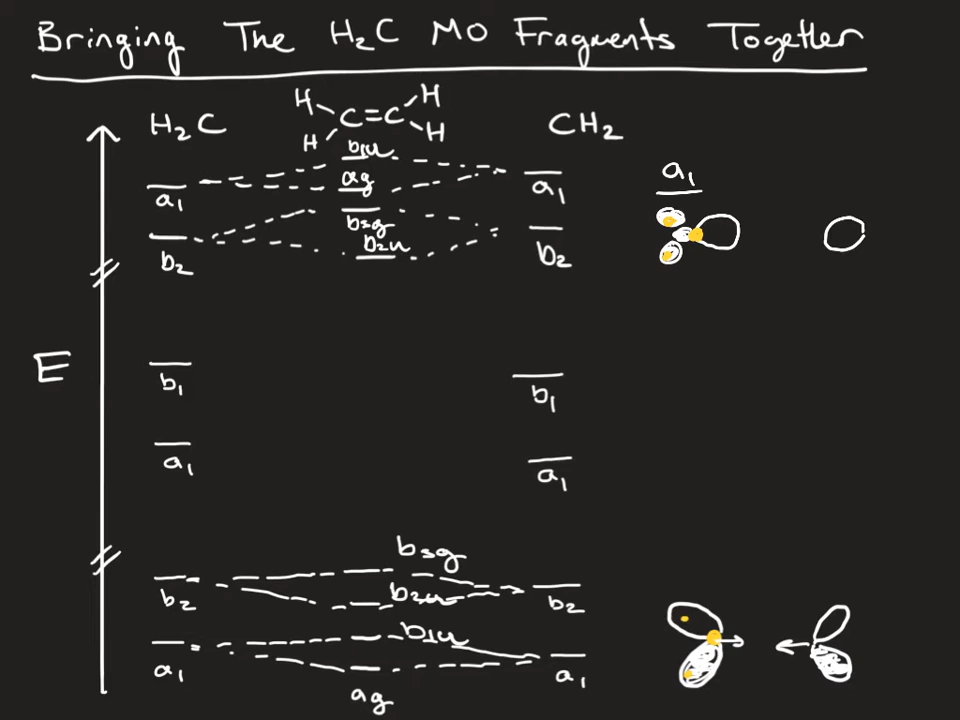 Bringing The H₂C MO Fragments Together
H H
H₂C C=C CH₂
H H
b1u
a₁ ag a₁ a₁
b3g
b₂ b2u b₂
E
b₁ b₁
a₁ a₁
b3g
b₂ b2u b₂
b1u
a₁ a₁
ag